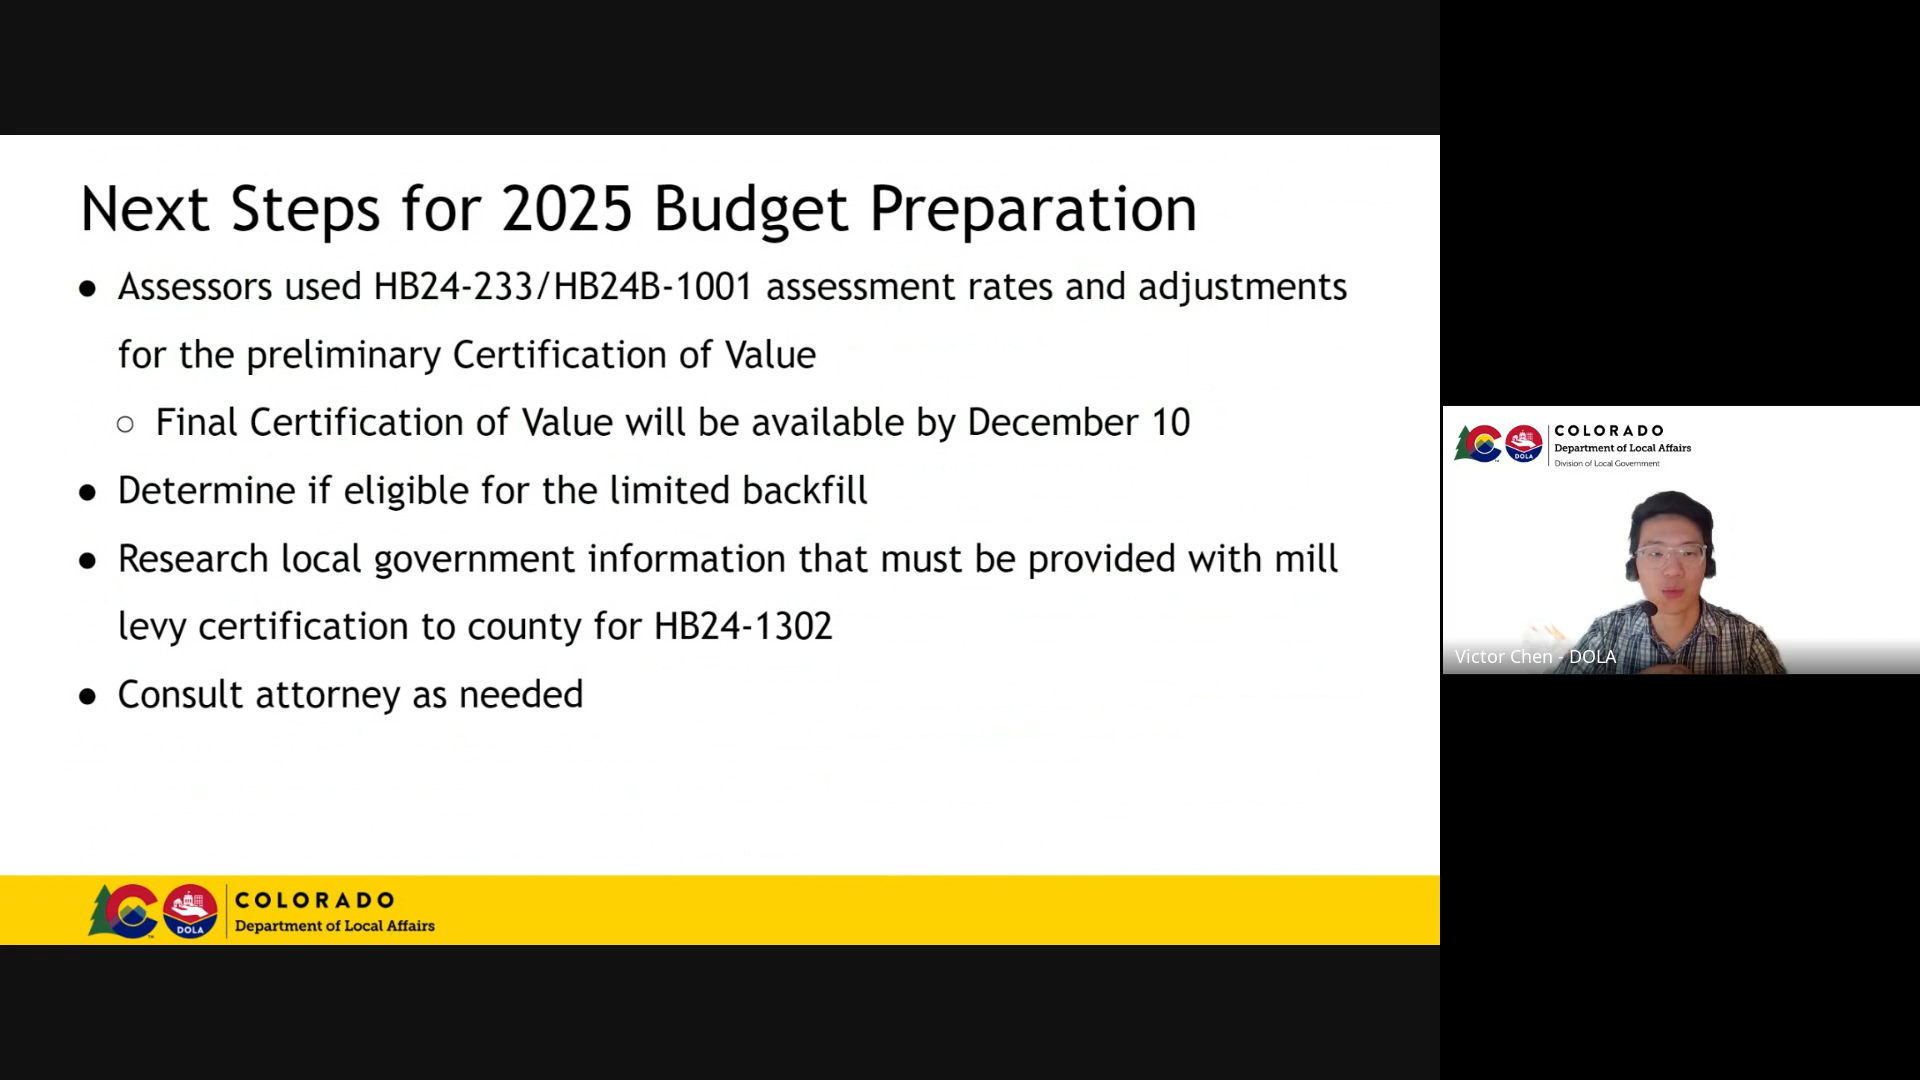 Next Steps for 2025 Budget Preparation
● Assessors used HB24-233/HB24B-1001 assessment rates and adjustments
for the preliminary Certification of Value
○ Final Certification of Value will be available by December 10
● Determine if eligible for the limited backfill
● Research local government information that must be provided with mill
levy certification to county for HB24-1302
● Consult attorney as needed
DOLA
COLORADO
Department of Local Affairs
DOLA
COLORADO
Department of Local Affairs
Division of Local Government
Victor Chen - DOLA